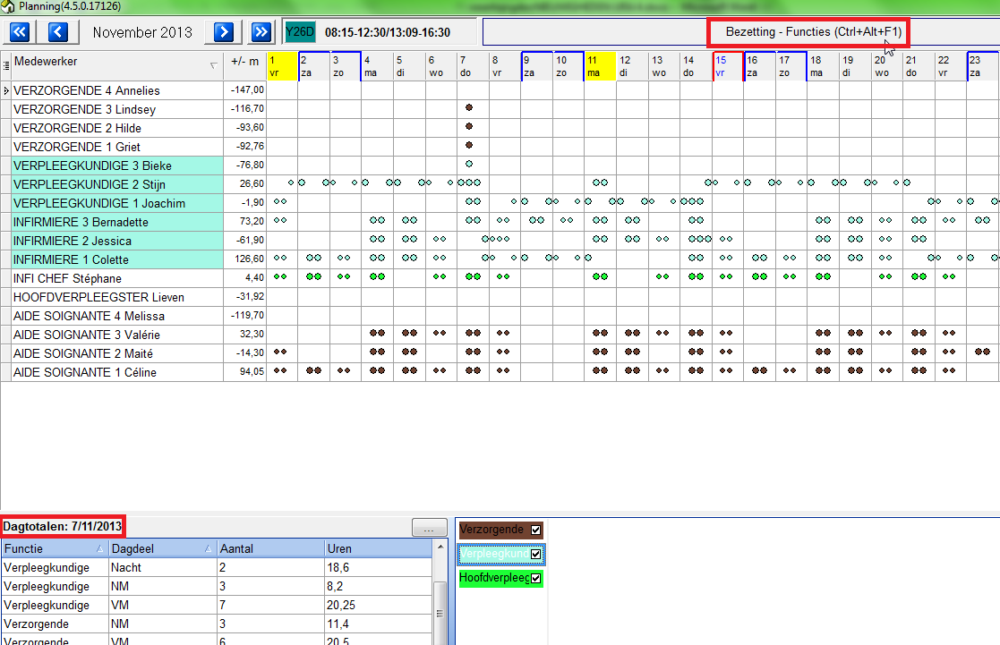 Planning(4.5.0.17126)
November 2013 Y26D 08:15-12:30/13:09-16:30 Bezetting - Functies (Ctrl+Alt+F1)
Medewerker +/- m 1 2 3 4 5 6 7 8 9 10 11 12 13 14 15 16 17 18 19 20 21 22 23
vr za zo ma di wo do vr za zo ma di wo do vr za zo ma di wo do vr za
VERZORGENDE 4 Annelies -147,00
VERZORGENDE 3 Lindsey -116,70
VERZORGENDE 2 Hilde -93,60
VERZORGENDE 1 Griet -92,76
VERPLEEGKUNDIGE 3 Bieke -76,80
VERPLEEGKUNDIGE 2 Stijn 26,60
VERPLEEGKUNDIGE 1 Joachim -1,90
INFIRMIERE 3 Bernadette 73,20
INFIRMIERE 2 Jessica -61,90
INFIRMIERE 1 Colette 126,60
INFI CHEF Stéphane 4,40
HOOFDVERPLEEGSTER Lieven -31,92
AIDE SOIGNANTE 4 Melissa -119,70
AIDE SOIGNANTE 3 Valérie 32,30
AIDE SOIGNANTE 2 Maité -14,30
AIDE SOIGNANTE 1 Céline 94,05
Dagtotalen: 7/11/2013 ...
Functie Dagdeel Aantal Uren
Verpleegkundige Nacht 2 18,6
Verpleegkundige NM 3 8,2
Verpleegkundige VM 7 20,25
Verzorgende NM 3 11,4
Verzorgende VM 6 20,5
Verzorgende
Verpleegkund
Hoofdverpleeg